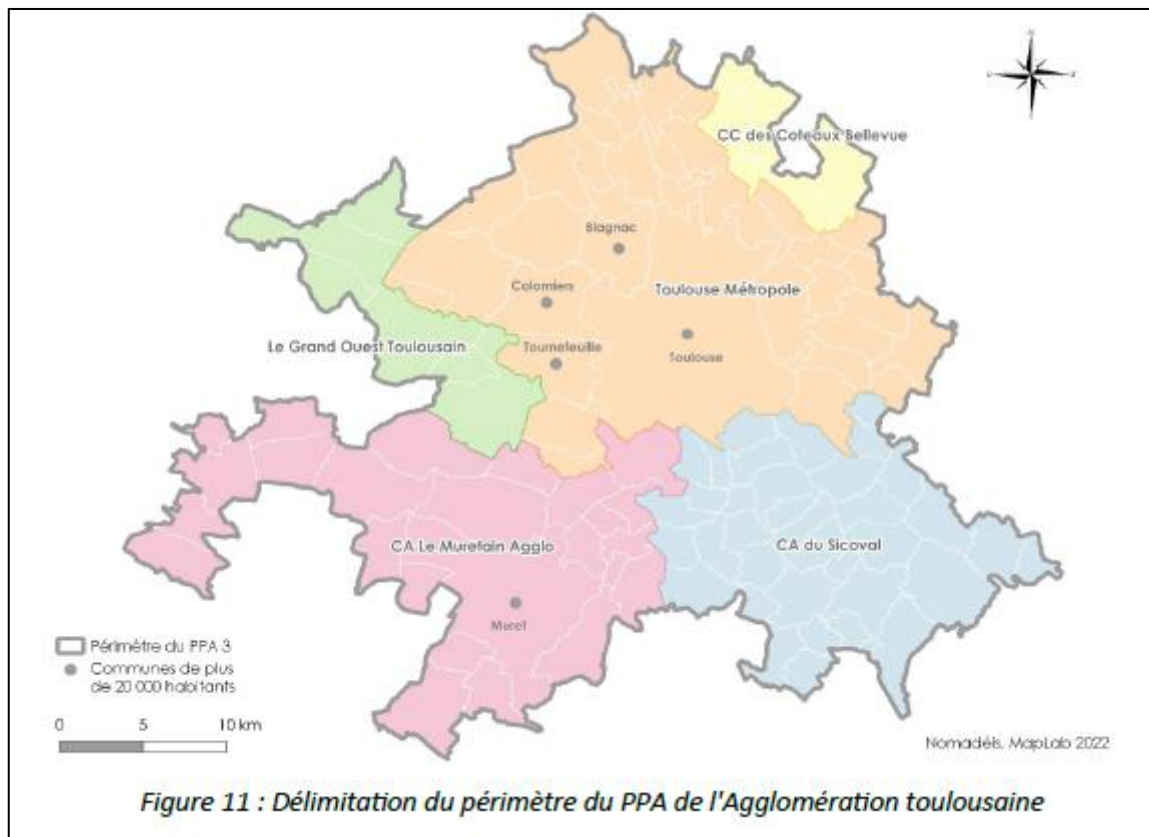 CC des Coteaux Bellevue
Blagnac
Colomiers
Toulouse Métropole
Le Grand Ouest Toulousain
Tournefeuille
Toulouse
CA Le Muretain Agglo
CA du Sicoval
Muret
Périmètre du PPA 3
Communes de plus
de 20 000 habitants
0 5 10 km
Nomadéis, MapLab 2022
Figure 11 : Délimitation du périmètre du PPA de l'Agglomération toulousaine